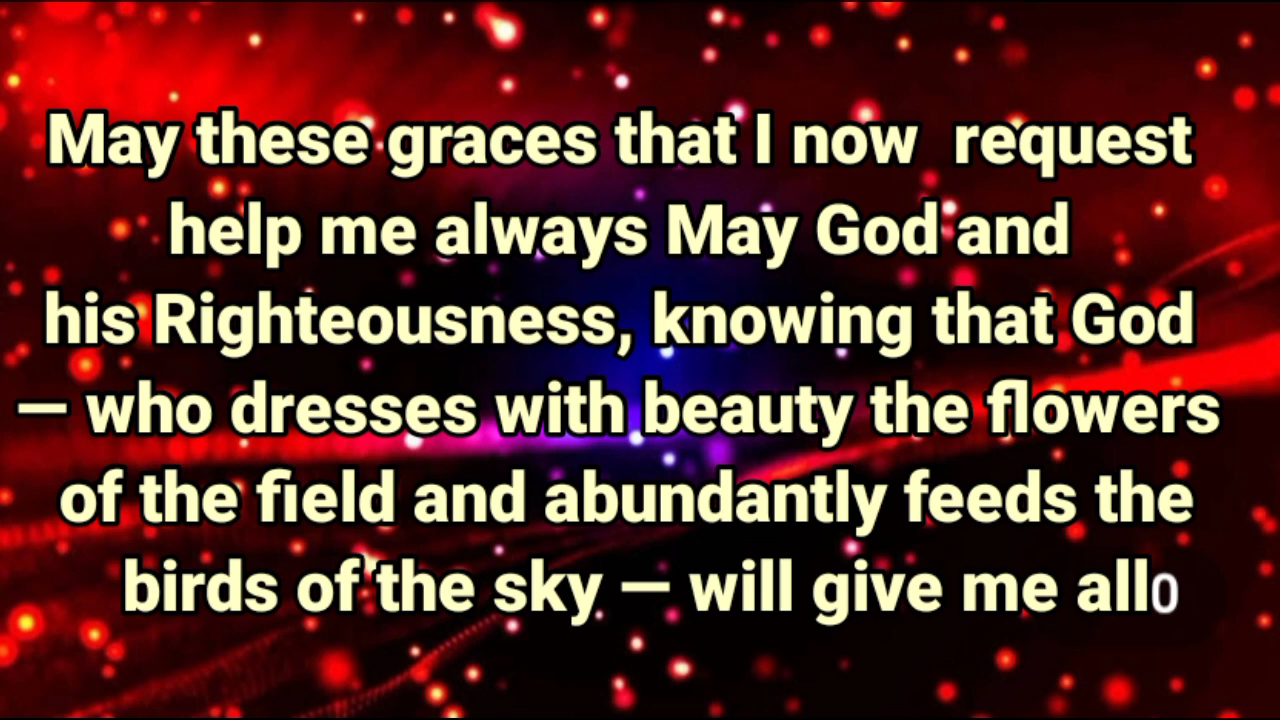 May these graces that I now  request
help me always May God and
his Righteousness, knowing that God
— who dresses with beauty the flowers
of the field and abundantly feeds the
birds of the sky — will give me all0